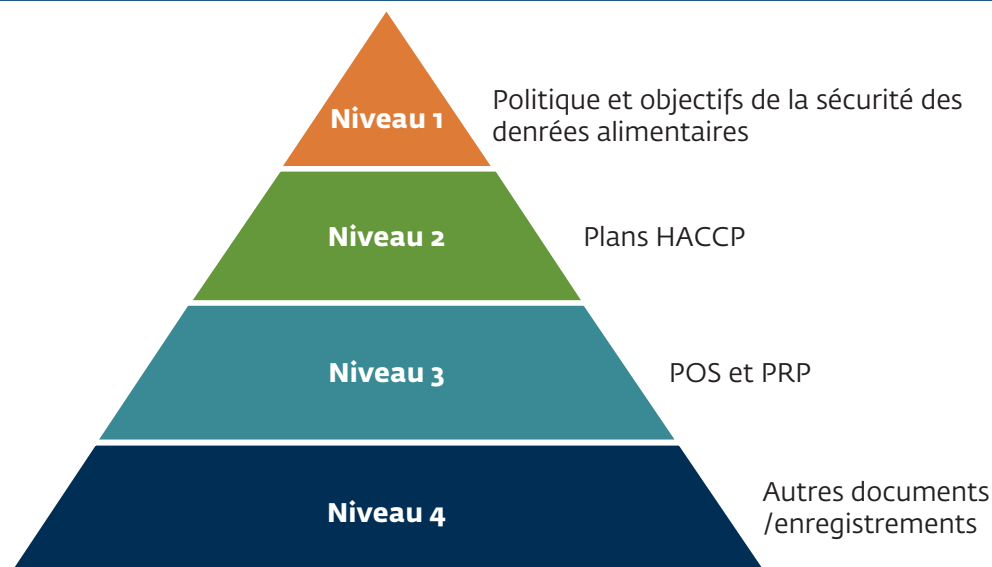 Niveau 1
Politique et objectifs de la sécurité des
denrées alimentaires
Niveau 2
Plans HACCP
Niveau 3
POS et PRP
Niveau 4
Autres documents
/enregistrements